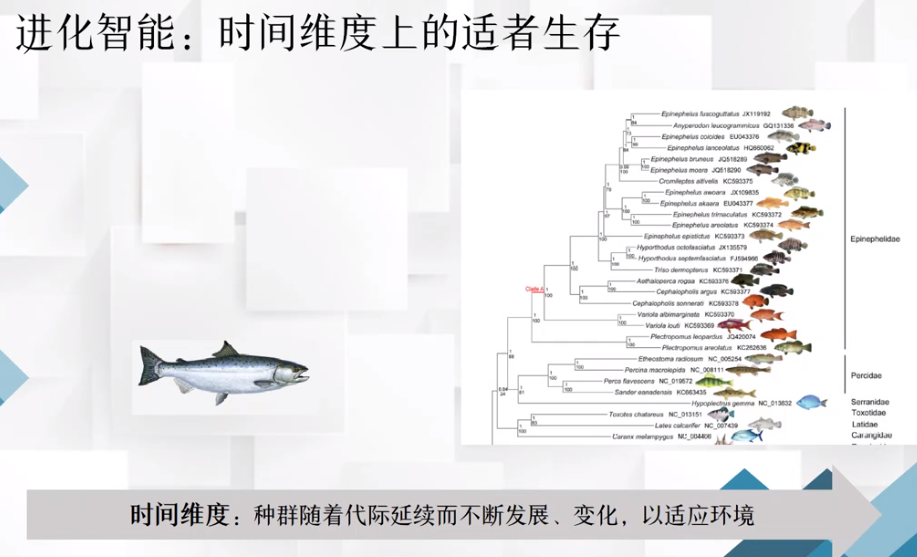 进化智能：时间维度上的适者生存
Epinephelus fuscoguttatus JX119192
Anyperodon leucogrammicus GQ131336
Epinephelus coioides EU043376
Epinephelus lanceolatus HQ660062
Epinephelus bruneus JQ518289
Epinephelus moara JQ518290
Cromileptes altivelis KC593375
Epinephelus awoara JX109835
Epinephelus akaara EU043377
Epinephelus trimaculatus KC593372
Epinephelus areolatus KC593374
Epinephelus epistictus KC593373
Hyporthodus octofasciatus JX135579
Hyporthodus septemfasciatus FJ594966
Triso dermopterus KC593371
Aethaloperca rogaa KC593376
Cephalopholis argus KC593377
Cephalopholis sonnerati KC593378
Variola albimarginata KC593370
Variola louti KC593369
Plectropomus leopardus JQ420074
Plectropomus areolatus KC262636
Etheostoma radiosum NC_005254
Percina macrolepida NC_008111
Perca flavescens NC_019572
Sander canadensis KC663435
Hypoplectrus gemma NC_013832
Toxotes chatareus NC_013151
Lates calcarifer NC_007439
Caranx melampygus NC_004406
Clade A
Epinephelidae
Percidae
Serranidae
Toxotidae
Latidae
Carangidae
时间维度：种群随着代际延续而不断发展、变化，以适应环境